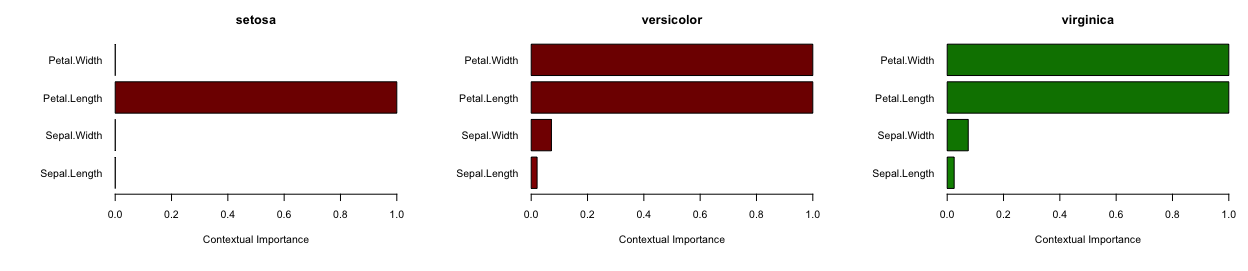 setosa
Petal.Width
Petal.Length
Sepal.Width
Sepal.Length
0.0 0.2 0.4 0.6 0.8 1.0
Contextual Importance
versicolor
Petal.Width
Petal.Length
Sepal.Width
Sepal.Length
0.0 0.2 0.4 0.6 0.8 1.0
Contextual Importance
virginica
Petal.Width
Petal.Length
Sepal.Width
Sepal.Length
0.0 0.2 0.4 0.6 0.8 1.0
Contextual Importance